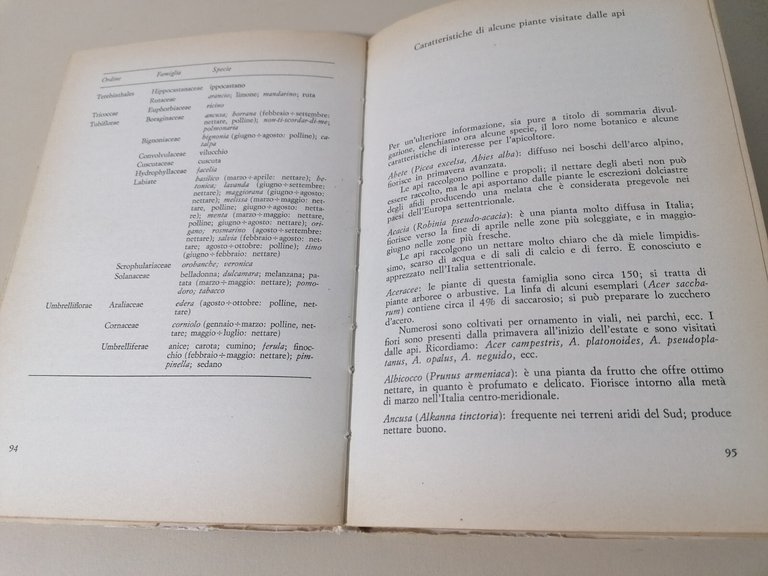 Ordine Famiglia Specie
Terebinthales Hippocastanaceae ippocastano
Rutaceae arancio; limone; mandarino; ruta
Tricoccae Euphorbiaceae ricino
Tubiflorae Boraginaceae ancusa; borrana (febbraio÷settembre:
nettare, polline); non-ti-scordar-di-me;
polmonaria
Bignoniaceae bignonia (giugno÷agosto: polline); ca-
talpa
Convolvulaceae vilucchio
Cuscotaceae cuscuta
Hydrophyllaceae facelia
Labiate basilico (marzo÷aprile: nettare); be-
tonica; lavanda (giugno÷settembre:
nettare); maggiorana (giugno÷agosto:
nettare); melissa (marzo÷maggio: net-
tare, polline; giugno÷agosto: netta-
re); menta (marzo÷maggio: nettare,
polline; giugno÷agosto: nettare); ori-
gano; rosmarino (agosto÷settembre:
nettare); salvia (febbraio÷agosto: net-
tare; agosto÷ottobre: polline); timo
(giugno÷febbraio: nettare)
Scrophularisceae orobanche; veronica
Solanaceae belladonna; dulcamara; melanzana; pa-
tata (marzo÷maggio: nettare); pomo-
doro; tabacco
Umbrelliflorae Azaliaceae edera (agosto÷ottobre: polline, net-
tare)
Cornaceae corniolo (gennaio÷marzo: polline, net-
tare; maggio÷luglio: nettare)
Umbrelliferae anice; carota; cumino; ferula; finoc-
chio (febbraio÷maggio: nettare); pim-
pinella; sedano
94
Caratteristiche di alcune piante visitate dalle api
Per un'ulteriore informazione, sia pure a titolo di sommaria divul-
gazione, elenchiamo ora alcune specie, il loro nome botanico e alcune
caratteristiche di interesse per l'apicoltore.
Abete (Picea excelsa, Abies alba): diffuso nei boschi dell'arco alpino,
fiorisce in primavera avanzata.
Le api raccolgono polline e propoli; il nettare degli abeti non può
essere raccolto, ma le api asportano dalle piante le escrezioni dolciastre
degli afidi producendo una melata che è considerata pregevole nei
paesi dell'Europa settentrionale.
Acacia (Robinia pseudo-acacia): è una pianta molto diffusa in Italia;
fiorisce verso la fine di aprile nelle zone più soleggiate, e in maggio-
giugno nelle zone più fresche.
Le api raccolgono un nettare molto chiaro che dà miele limpidis-
simo, scarso di acqua e di sali di calcio e di ferro. È conosciuto e
apprezzato nell'Italia settentrionale.
Aceracee: le piante di questa famiglia sono circa 150; si tratta di
piante arboree o arbustive. La linfa di alcuni esemplari (Acer saccha-
rum) contiene circa il 4% di saccarosio; si può preparare lo zucchero
d'acero.
Numerosi sono coltivati per ornamento in viali, nei parchi, ecc. I
fiori sono presenti dalla primavera all'inizio dell'estate e sono visitati
dalle api. Ricordiamo: Acer campestris, A. platonoides, A. pseudopla-
tanus, A. opalus, A. neguido, ecc.
Albicocco (Prunus armeniaca): è una pianta da frutto che offre ottimo
nettare, in quanto è profumato e delicato. Fiorisce intorno alla metà
di marzo nell'Italia centro-meridionale.
Ancusa (Alkanna tinctoria): frequente nei terreni aridi del Sud; produce
nettare buono.
95